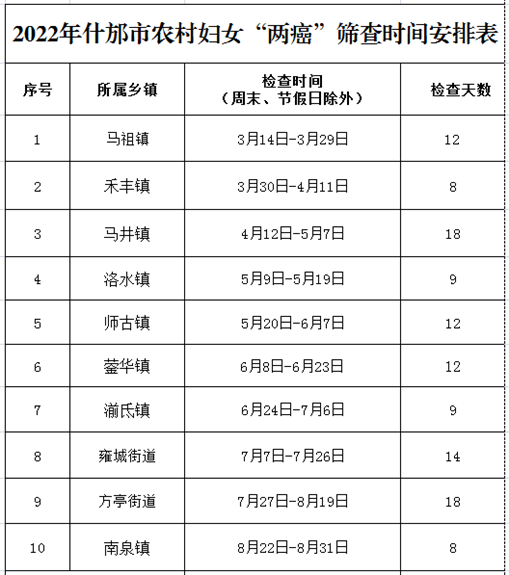 2022年什邡市农村妇女“两癌”筛查时间安排表
序号 所属乡镇 检查时间 检查天数
（周末、节假日除外）
1 马祖镇 3月14日-3月29日 12
2 禾丰镇 3月30日-4月11日 8
3 马井镇 4月12日-5月7日 18
4 洛水镇 5月9日-5月19日 9
5 师古镇 5月20日-6月7日 12
6 蓥华镇 6月8日-6月23日 12
7 湔氐镇 6月24日-7月6日 9
8 雍城街道 7月7日-7月26日 14
9 方亭街道 7月27日-8月19日 18
10 南泉镇 8月22日-8月31日 8